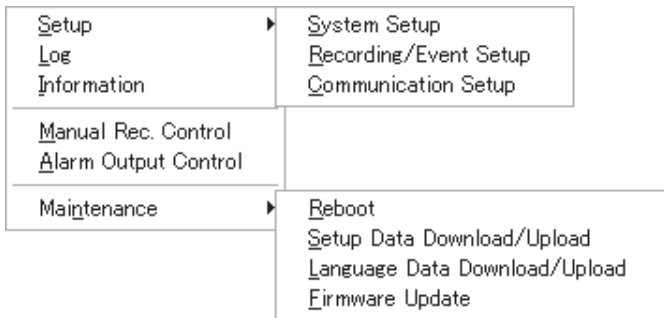 Setup
System Setup
Log
Recording/Event Setup
Information
Communication Setup
Manual Rec. Control
Alarm Output Control
Maintenance
Reboot
Setup Data Download/Upload
Language Data Download/Upload
Firmware Update